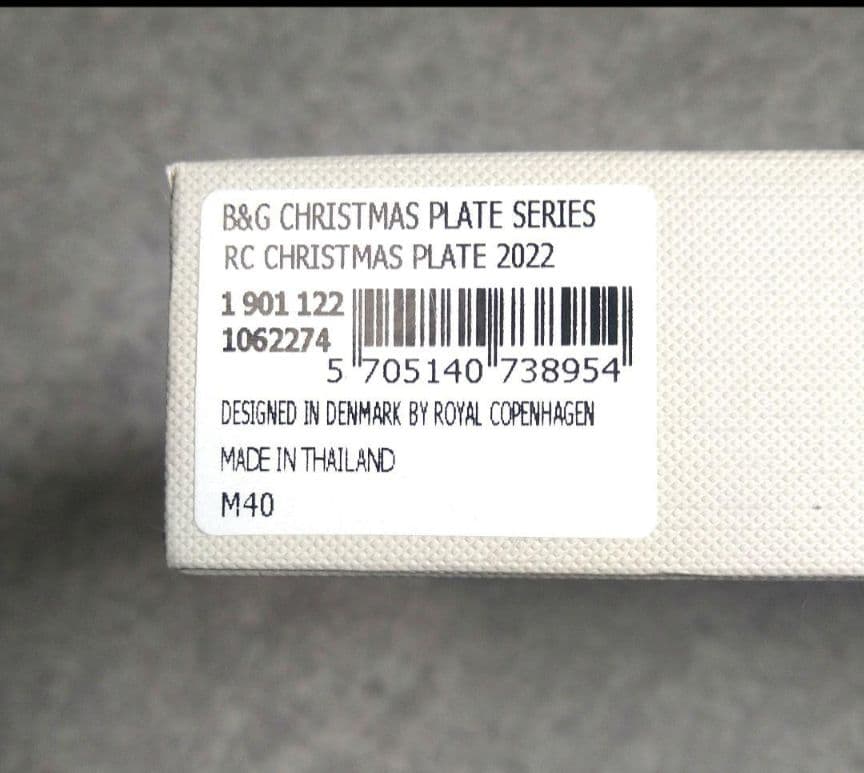 B&G CHRISTMAS PLATE SERIES
RC CHRISTMAS PLATE 2022
1 901 122
1062274
5 705140 738954
DESIGNED IN DENMARK BY ROYAL COPENHAGEN
MADE IN THAILAND
M40